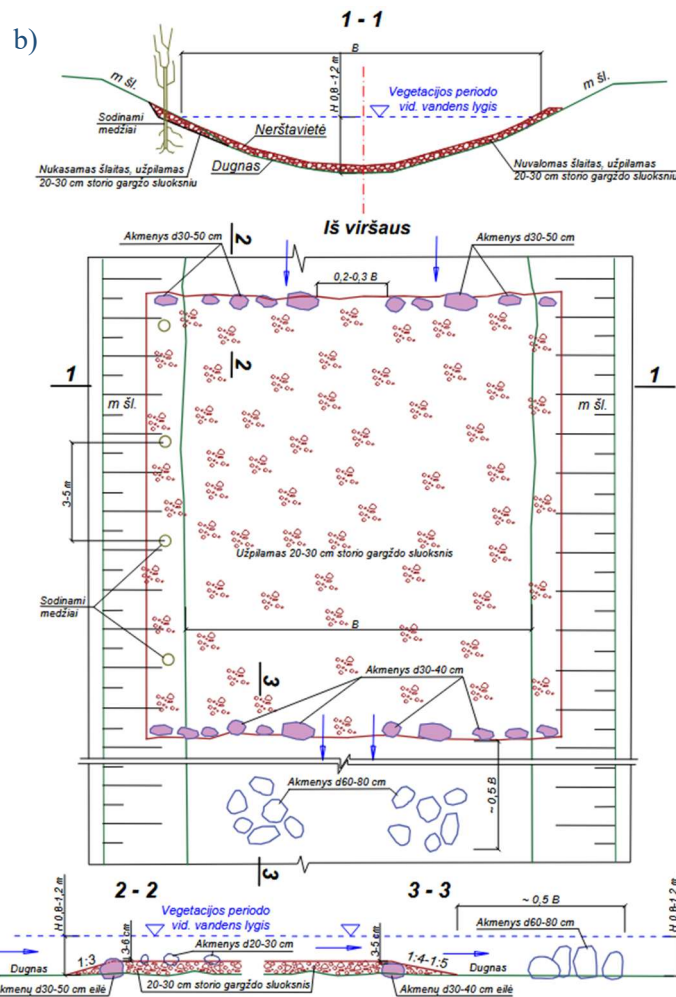 b)
1 - 1
B
m šl.
m šl.
H 0,8-1,2 m
Vegetacijos periodo
vid. vandens lygis
Sodinami
medžiai
Nerštavietė
Dugnas
Nukasamas šlaitas, užpilamas
20-30 cm storio gargžo sluoksniu
Nuvalomas šlaitas, užpilamas
20-30 cm storio gargždo sluoksniu
Iš viršaus
Akmenys d30-50 cm
2
Akmenys d30-50 cm
0,2-0,3 B
2
1
1
m šl.
m šl.
3-5 m
Užpilamas 20-30 cm storio gargždo sluoksnis
Sodinami
medžiai
B
3
Akmenys d30-40 cm
Akmenys d60-80 cm
~ 0,5 B
3
2 - 2
3 - 3
H 0,8-1,2 m
Vegetacijos periodo
vid. vandens lygis
~ 0,5 B
Akmenys d60-80 cm
H 0,8-1,2 m
3-6 cm
Akmenys d20-30 cm
3-5 cm
1:3
1:4-1:5
Dugnas
Dugnas
Dugnas
Akmenų d30-50 cm eilė
20-30 cm storio gargždo sluoksnis
Akmenų d30-40 cm eilė